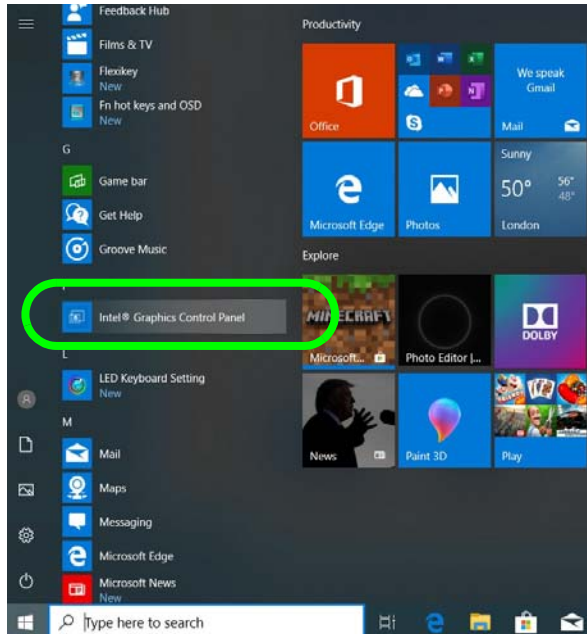 Feedback Hub
Films & TV
Flexikey
New
Fn hot keys and OSD
New
G
Game bar
Get Help
Groove Music
Intel® Graphics Control Panel
L
LED Keyboard Setting
New
M
Mail
Maps
Messaging
Microsoft Edge
Microsoft News
New
Type here to search
Productivity
Office
We speak
Gmail
Mail
Microsoft Edge
Photos
Sunny
50° 56°
48°
London
Explore
MINECRAFT
Microsoft...
Photo Editor |...
DOLBY
News
Paint 3D
Play